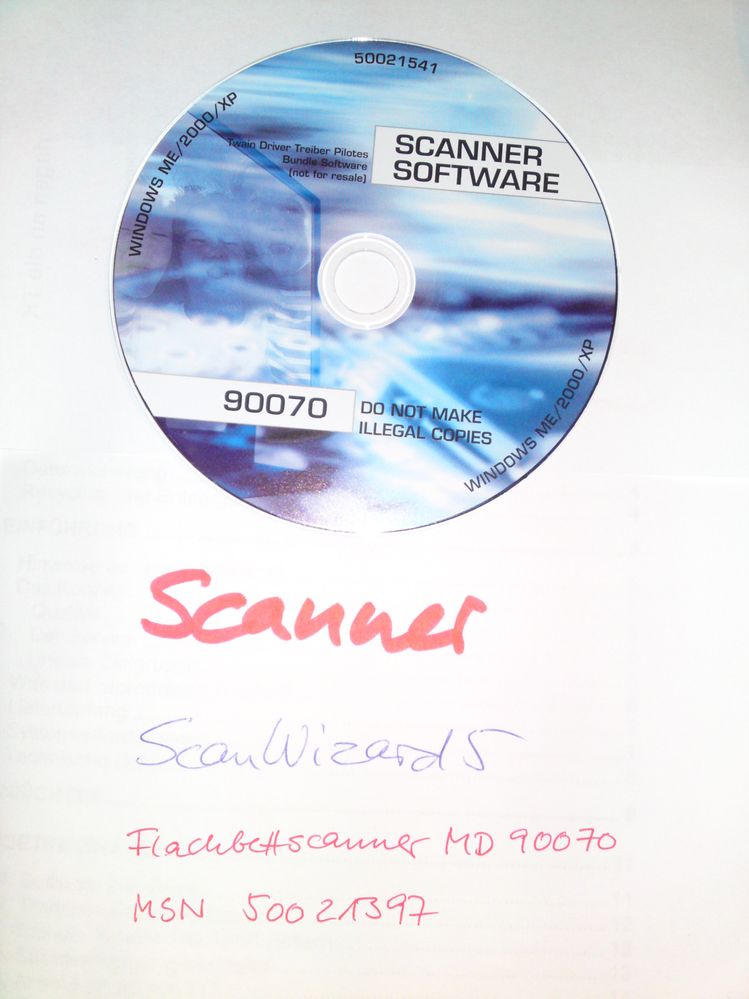 50021541
WINDOWS ME/2000/XP
Twain Driver Treiber Pilotes
Bundle Software
(not for resale)
SCANNER
SOFTWARE
90070
DO NOT MAKE
ILLEGAL COPIES
WINDOWS ME/2000/XP
EINFÜHRUNG
Scanner
ScanWizard 5
Flachbettscanner MD 90070
MSN 50021397